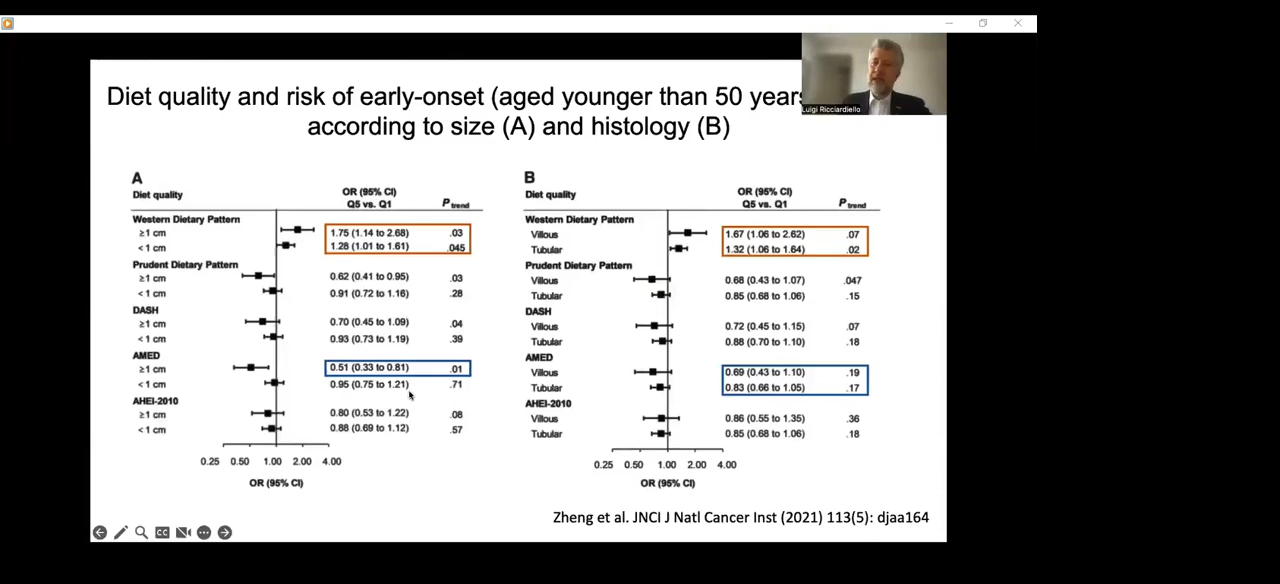 Luigi Ricciardiello
Diet quality and risk of early-onset (aged younger than 50 years
according to size (A) and histology (B)
A
Diet quality OR (95% CI) Q5 vs. Q1 Ptrend
Western Dietary Pattern
≥1 cm 1.75 (1.14 to 2.68) .03
<1 cm 1.28 (1.01 to 1.61) .045
Prudent Dietary Pattern
≥1 cm 0.62 (0.41 to 0.95) .03
<1 cm 0.91 (0.72 to 1.16) .28
DASH
≥1 cm 0.70 (0.45 to 1.09) .04
<1 cm 0.93 (0.73 to 1.19) .39
AMED
≥1 cm 0.51 (0.33 to 0.81) .01
<1 cm 0.95 (0.75 to 1.21) .71
AHEI-2010
≥1 cm 0.80 (0.53 to 1.22) .08
<1 cm 0.88 (0.69 to 1.12) .57
0.25 0.50 1.00 2.00 4.00
OR (95% CI)
B
Diet quality OR (95% CI) Q5 vs. Q1 Ptrend
Western Dietary Pattern
Villous 1.67 (1.06 to 2.62) .07
Tubular 1.32 (1.06 to 1.64) .02
Prudent Dietary Pattern
Villous 0.68 (0.43 to 1.07) .047
Tubular 0.85 (0.68 to 1.06) .15
DASH
Villous 0.72 (0.45 to 1.15) .07
Tubular 0.88 (0.70 to 1.10) .18
AMED
Villous 0.69 (0.43 to 1.10) .19
Tubular 0.83 (0.66 to 1.05) .17
AHEI-2010
Villous 0.86 (0.55 to 1.35) .36
Tubular 0.85 (0.68 to 1.06) .18
0.25 0.50 1.00 2.00 4.00
OR (95% CI)
Zheng et al. JNCI J Natl Cancer Inst (2021) 113(5): djaa164
CC